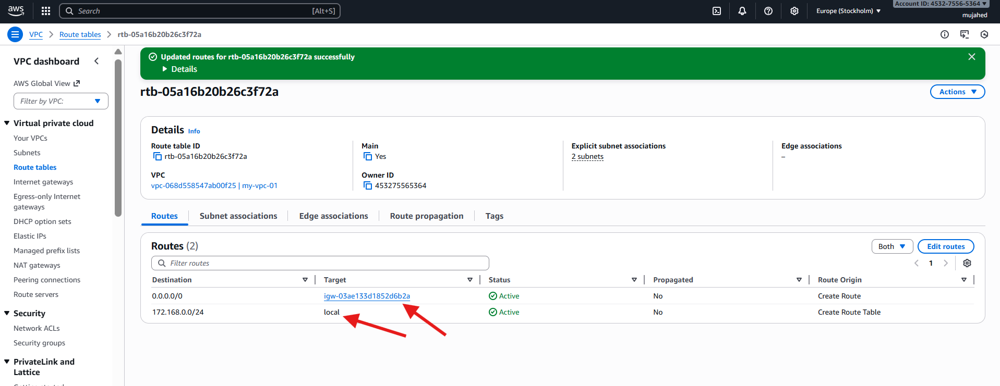 aws
Search [Alt+S]
Europe (Stockholm)
Account ID: 4532-7556-5364
mujahed
VPC
Route tables
rtb-05a16b20b26c3f72a
VPC dashboard
AWS Global View
Filter by VPC:
Virtual private cloud
Your VPCs
Subnets
Route tables
Internet gateways
Egress-only Internet
gateways
DHCP option sets
Elastic IPs
Managed prefix lists
NAT gateways
Peering connections
Route servers
Security
Network ACLs
Security groups
PrivateLink and
Lattice
Getting started
Updated routes for rtb-05a16b20b26c3f72a successfully
Details
rtb-05a16b20b26c3f72a
Actions
Details Info
Route table ID
rtb-05a16b20b26c3f72a
VPC
vpc-068d558547ab00f25 | my-vpc-01
Main
Yes
Owner ID
453275565364
Explicit subnet associations
2 subnets
Edge associations
–
Routes Subnet associations Edge associations Route propagation Tags
Routes (2)
Both
Edit routes
Filter routes
1
Destination Target Status Propagated Route Origin
0.0.0.0/0 igw-03ae133d1852d6b2a Active No Create Route
172.168.0.0/24 local Active No Create Route Table